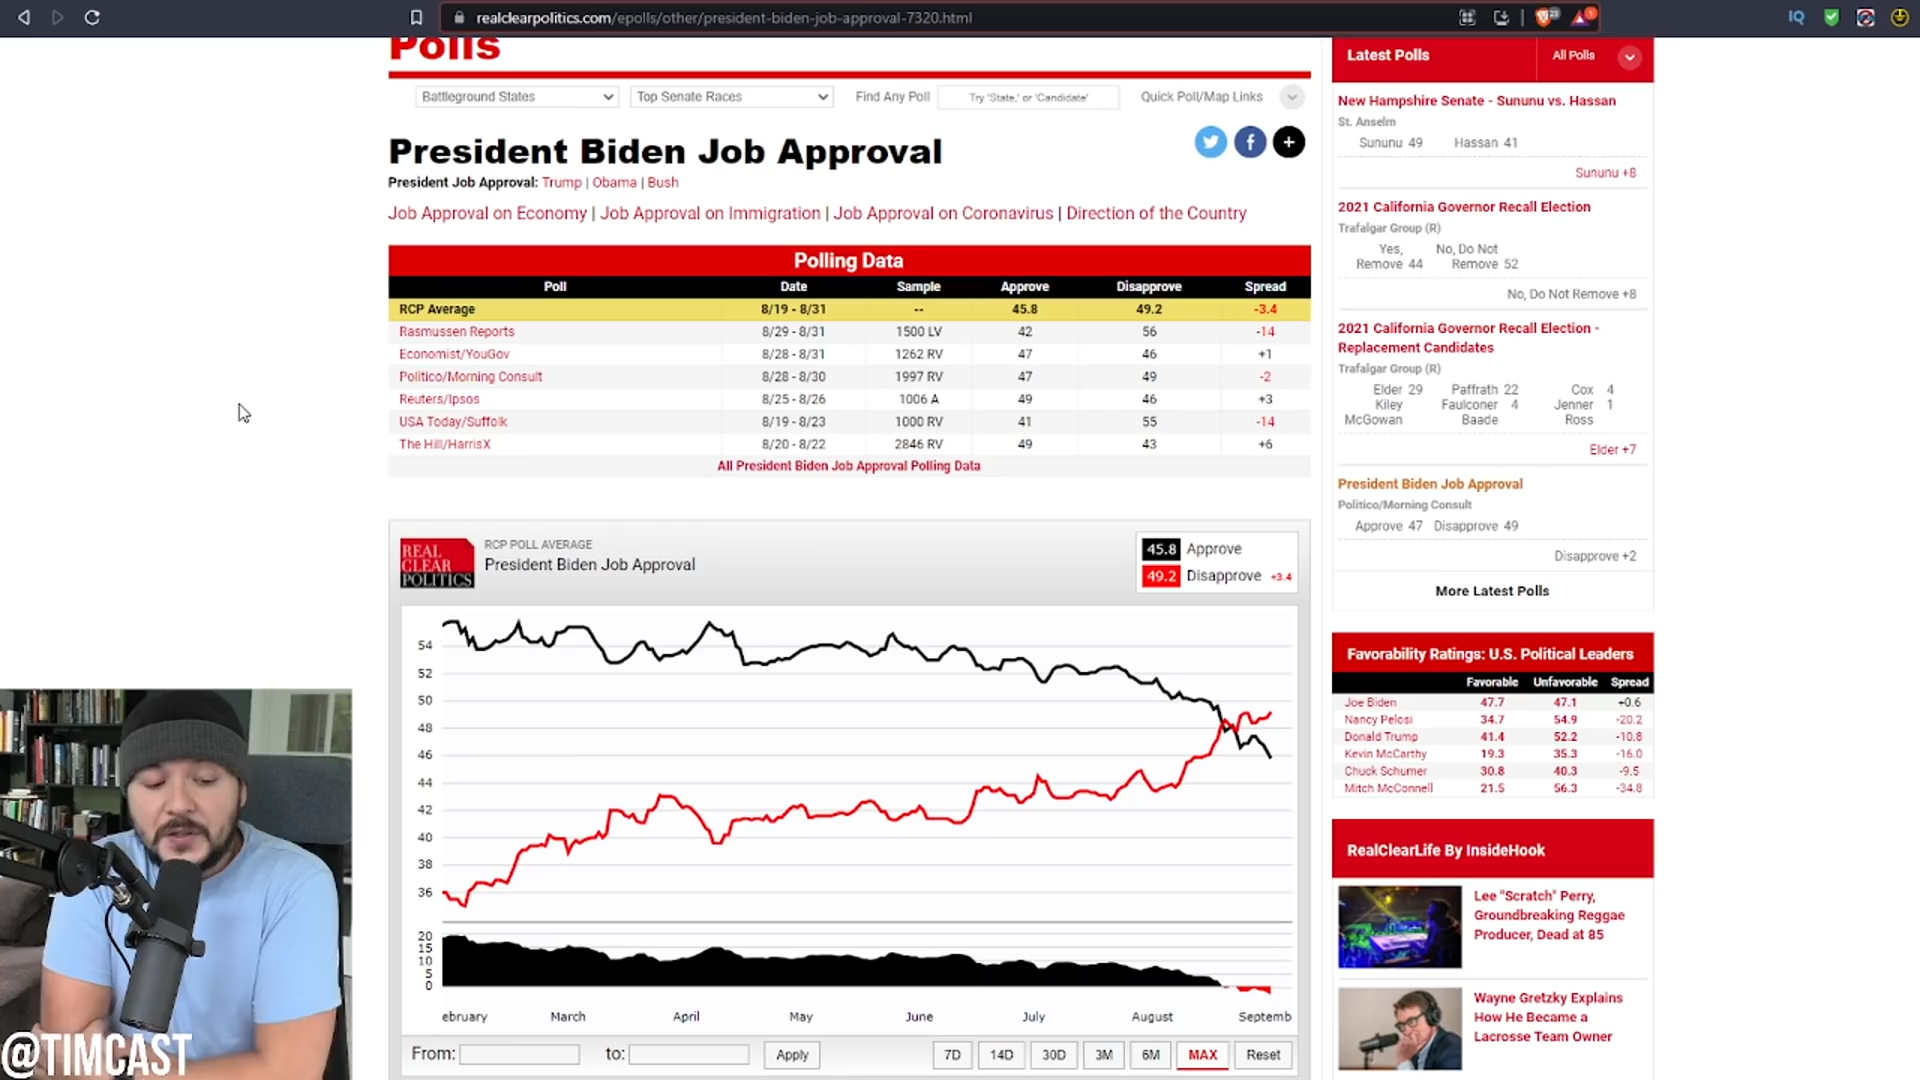 realclearpolitics.com/epolls/other/president-biden-job-approval-7320.html
IQ
Polls
Battleground States
Top Senate Races
Find Any Poll
Try 'State,' or 'Candidate'
Quick Poll/Map Links
President Biden Job Approval
President Job Approval: Trump | Obama | Bush
Job Approval on Economy | Job Approval on Immigration | Job Approval on Coronavirus | Direction of the Country
Polling Data
Poll Date Sample Approve Disapprove Spread
RCP Average 8/19 - 8/31 -- 45.8 49.2 -3.4
Rasmussen Reports 8/29 - 8/31 1500 LV 42 56 -14
Economist/YouGov 8/28 - 8/31 1262 RV 47 46 +1
Politico/Morning Consult 8/28 - 8/30 1997 RV 47 49 -2
Reuters/Ipsos 8/25 - 8/26 1006 A 49 46 +3
USA Today/Suffolk 8/19 - 8/23 1000 RV 41 55 -14
The Hill/HarrisX 8/20 - 8/22 2846 RV 49 43 +6
All President Biden Job Approval Polling Data
REAL
CLEAR
POLITICS
RCP POLL AVERAGE
President Biden Job Approval
45.8 Approve
49.2 Disapprove +3.4
54
52
50
48
46
44
42
40
38
36
20
15
10
5
0
ebruary March April May June July August Septemb
From: to: Apply 7D 14D 30D 3M 6M MAX Reset
Latest Polls All Polls
New Hampshire Senate - Sununu vs. Hassan
St. Anselm
Sununu 49 Hassan 41
Sununu +8
2021 California Governor Recall Election
Trafalgar Group (R)
Yes, No, Do Not
Remove 44 Remove 52
No, Do Not Remove +8
2021 California Governor Recall Election -
Replacement Candidates
Trafalgar Group (R)
Elder 29 Paffrath 22 Cox 4
Kiley Faulconer 4 Jenner 1
McGowan Baade Ross
Elder +7
President Biden Job Approval
Politico/Morning Consult
Approve 47 Disapprove 49
Disapprove +2
More Latest Polls
Favorability Ratings: U.S. Political Leaders
Favorable Unfavorable Spread
Joe Biden 47.7 47.1 +0.6
Nancy Pelosi 34.7 54.9 -20.2
Donald Trump 41.4 52.2 -10.8
Kevin McCarthy 19.3 35.3 -16.0
Chuck Schumer 30.8 40.3 -9.5
Mitch McConnell 21.5 56.3 -34.8
RealClearLife By InsideHook
Lee "Scratch" Perry,
Groundbreaking Reggae
Producer, Dead at 85
Wayne Gretzky Explains
How He Became a
Lacrosse Team Owner
@TIMCAST